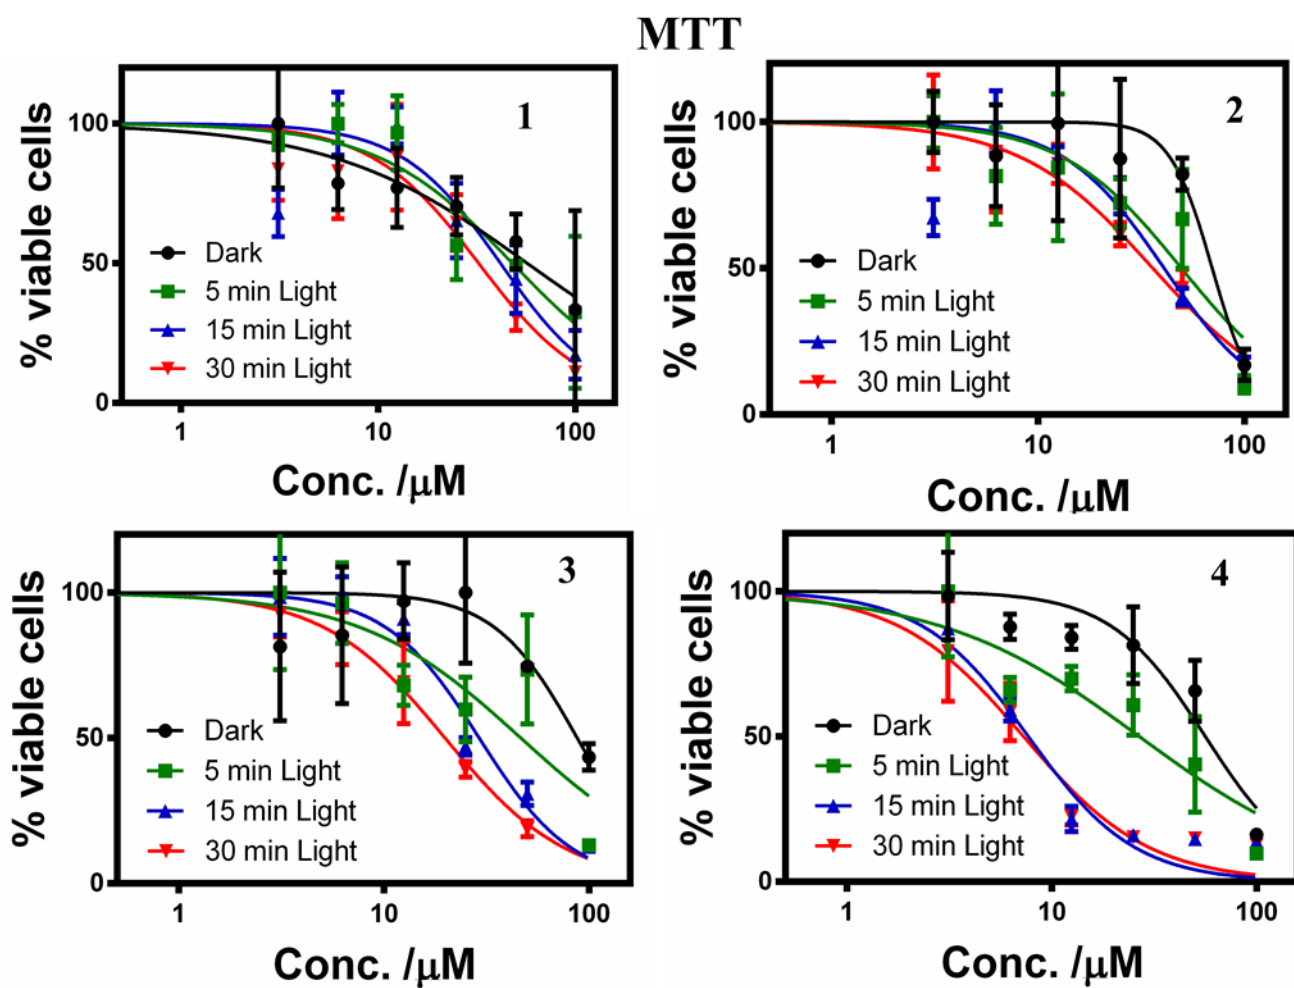 MTT
1
% viable cells
100
50
0
Dark
5 min Light
15 min Light
30 min Light
1 10 100
Conc. /μM
2
% viable cells
100
50
0
Dark
5 min Light
15 min Light
30 min Light
1 10 100
Conc. /μM
3
% viable cells
100
50
0
Dark
5 min Light
15 min Light
30 min Light
1 10 100
Conc. /μM
4
% viable cells
100
50
0
Dark
5 min Light
15 min Light
30 min Light
1 10 100
Conc. /μM